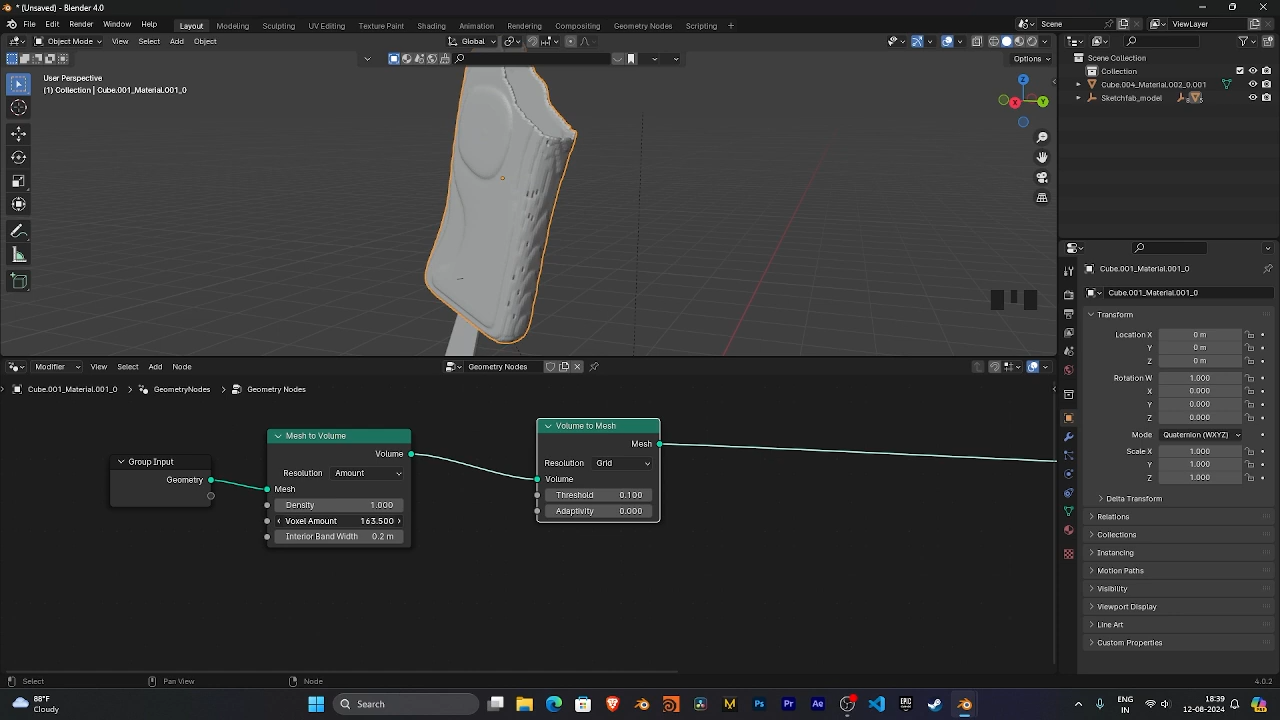 * (Unsaved) - Blender 4.0
File Edit Render Window Help Layout Modeling Sculpting UV Editing Texture Paint Shading Animation Rendering Compositing Geometry Nodes Scripting + Scene ViewLayer
Object Mode View Select Add Object Global
Options
User Perspective
(1) Collection | Cube.001_Material.001_0
Z
Y
X
Scene Collection
Collection
Cube.004_Material.002_0.001
Sketchfab_model
Cube.001_Material.001_0
Cube.001_Material.001_0
Transform
Location X 0 m
Y 0 m
Z 0 m
Rotation W 1.000
X 0.000
Y 0.000
Z 0.000
Mode Quaternion (WXYZ)
Scale X 1.000
Y 1.000
Z 1.000
Delta Transform
Relations
Collections
Instancing
Motion Paths
Visibility
Viewport Display
Line Art
Custom Properties
Modifier View Select Add Node Geometry Nodes
Cube.001_Material.001_0 GeometryNodes Geometry Nodes
Group Input
Geometry
Mesh to Volume
Volume
Resolution Amount
Mesh
Density 1.000
Voxel Amount 163.500
Interior Band Width 0.2 m
Volume to Mesh
Mesh
Resolution Grid
Volume
Threshold 0.100
Adaptivity 0.000
Select Pan View Node 4.0.2
88°F
Cloudy
Search
ENG
IN
18:39
12-08-2024